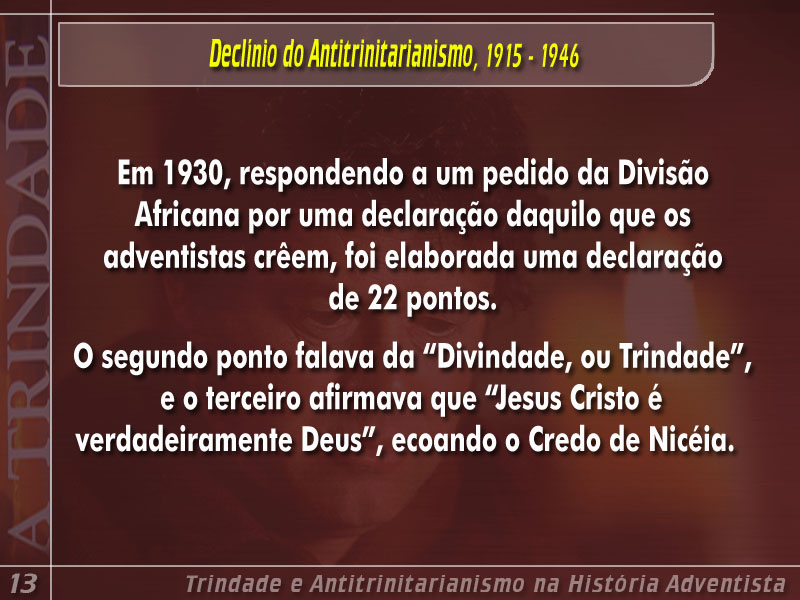 Declínio do Antitrinitarianismo, 1915 - 1946
A TRINDADE
Em 1930, respondendo a um pedido da Divisão
Africana por uma declaração daquilo que os
adventistas crêem, foi elaborada uma declaração
de 22 pontos.
O segundo ponto falava da “Divindade, ou Trindade”,
e o terceiro afirmava que “Jesus Cristo é
verdadeiramente Deus”, ecoando o Credo de Nicéia.
13
Trindade e Antitrinitarianismo na História Adventista